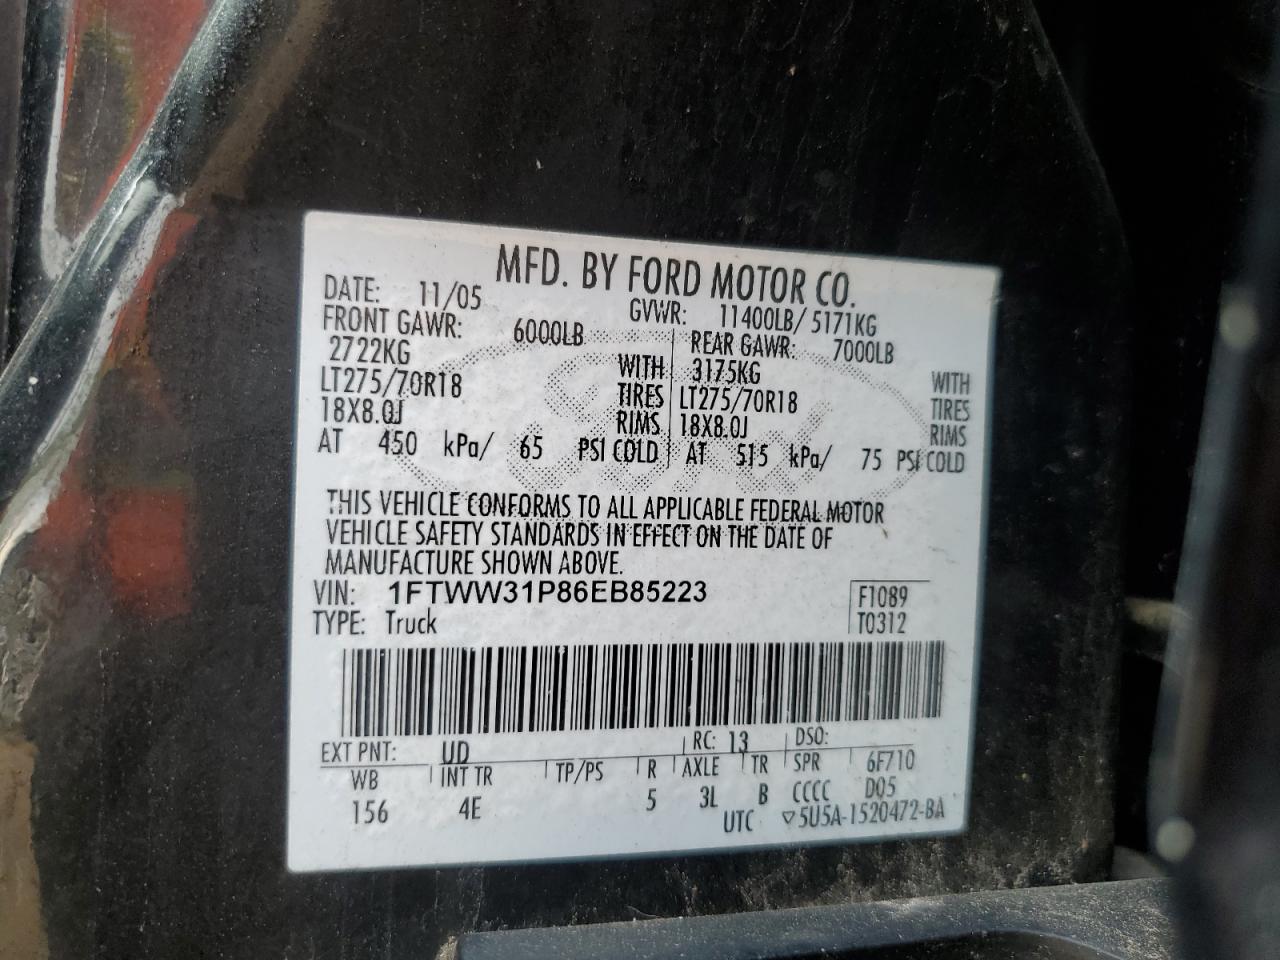 MFD. BY FORD MOTOR CO.
DATE: 11/05 GVWR: 11400LB/ 5171KG
FRONT GAWR: 6000LB REAR GAWR: 7000LB
2722KG WITH 3175KG WITH
LT275/70R18 TIRES LT275/70R18 TIRES
18X8.0J RIMS 18X8.0J RIMS
AT 450 kPa/ 65 PSI COLD AT 515 kPa/ 75 PSI COLD
THIS VEHICLE CONFORMS TO ALL APPLICABLE FEDERAL MOTOR
VEHICLE SAFETY STANDARDS IN EFFECT ON THE DATE OF
MANUFACTURE SHOWN ABOVE.
VIN: 1FTWW31P86EB85223 F1089
TYPE: Truck T0312
EXT PNT: UD RC: 13 DSO:
WB INT TR TP/PS R AXLE TR SPR 6F710
156 4E 5 3L B CCCC D05
UTC ▽5U5A-1520472-BA